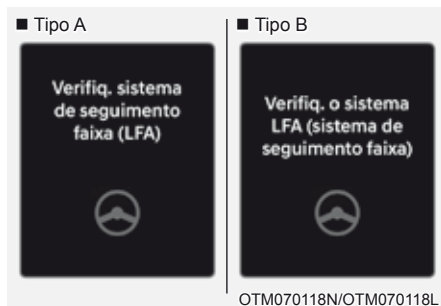 ■ Tipo A
Verifiq. sistema
de seguimento
faixa (LFA)
■ Tipo B
Verifiq. o sistema
LFA (sistema de
seguimento faixa)
OTM070118N/OTM070118L